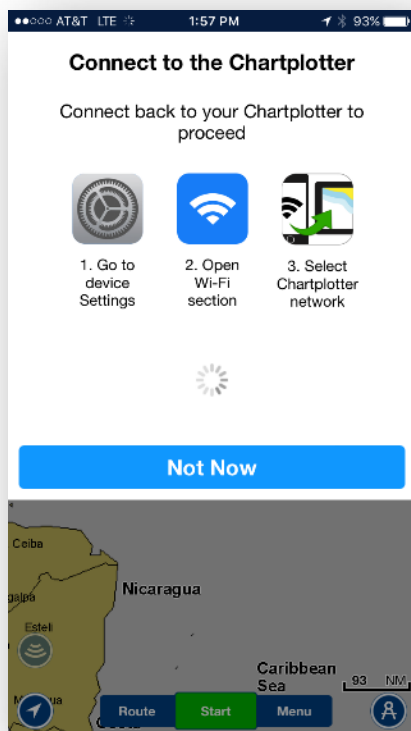 AT&T LTE 1:57 PM 93%
Connect to the Chartplotter
Connect back to your Chartplotter to
proceed
1. Go to
device
Settings
2. Open
Wi-Fi
section
3. Select
Chartplotter
network
Not Now
Ceiba
Nicaragua
galpa
Estelí
Caribbean
Sea
93 NM
Route
Start
Menu